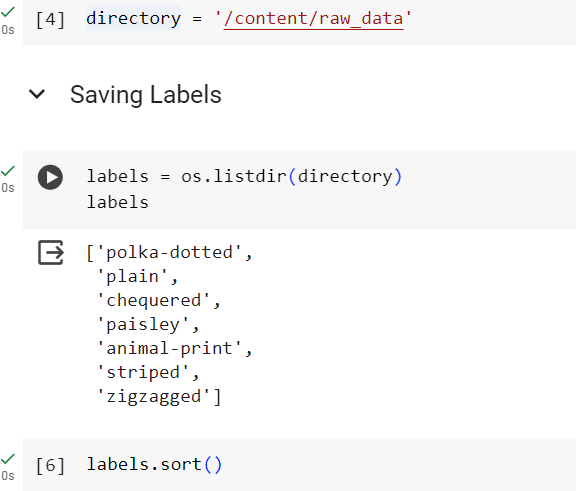 0s
[4] directory = '/content/raw_data'
Saving Labels
0s
labels = os.listdir(directory)
labels
['polka-dotted',
'plain',
'chequered',
'paisley',
'animal-print',
'striped',
'zigzagged']
0s
[6] labels.sort()